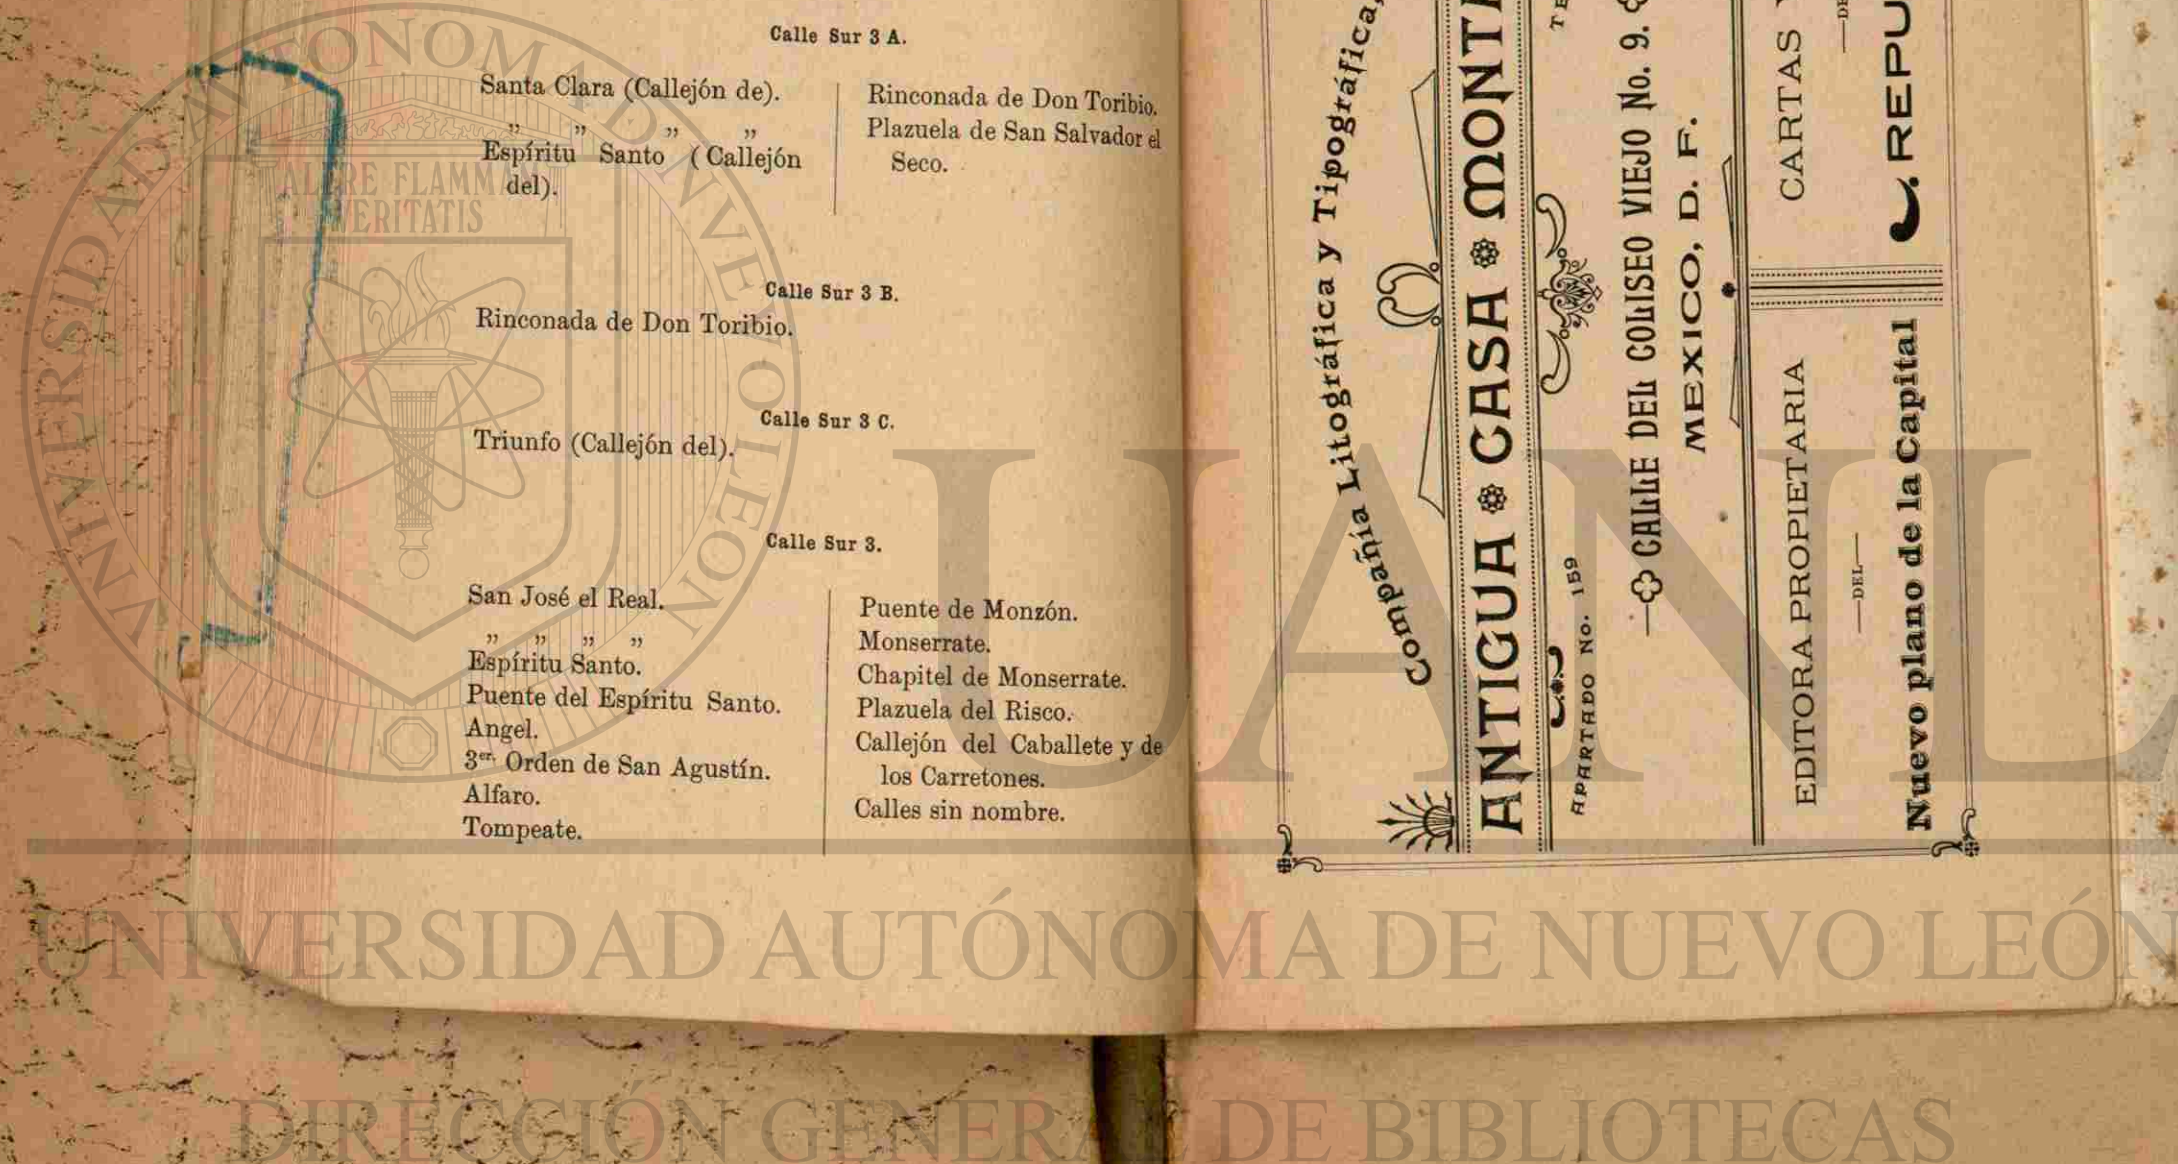 Calle Sur 3 A.
Santa Clara (Callejón de).
„ „ „ „
Espíritu Santo (Callejón
del).
Rinconada de Don Toribio.
Plazuela de San Salvador el
Seco.
Calle Sur 3 B.
Rinconada de Don Toribio.
Calle Sur 3 C.
Triunfo (Callejón del).
Calle Sur 3.
San José el Real.
„ „ „ „
Espíritu Santo.
Puente del Espíritu Santo.
Angel.
3er. Orden de San Agustín.
Alfaro.
Tompeate.
Puente de Monzón.
Monserrate.
Chapitel de Monserrate.
Plazuela del Risco.
Callejón del Caballete y de
los Carretones.
Calles sin nombre.
Compañía Litográfica y Tipográfica,
ANTIGUA CASA
APARTADO No. 159
CALLE DEL COLISEO VIEJO No. 9.
MEXICO, D. F.
EDITORA PROPIETARIA
—DEL—
Nuevo plano de la Capital
CARTAS
UNIVERSIDAD AUTONOMA DE NUEVO LEON
ALERE FLAMMAM
VERITATIS
UANL
UNIVERSIDAD AUTÓNOMA DE NUEVO LEÓN
DIRECCIÓN GENERAL DE BIBLIOTECAS